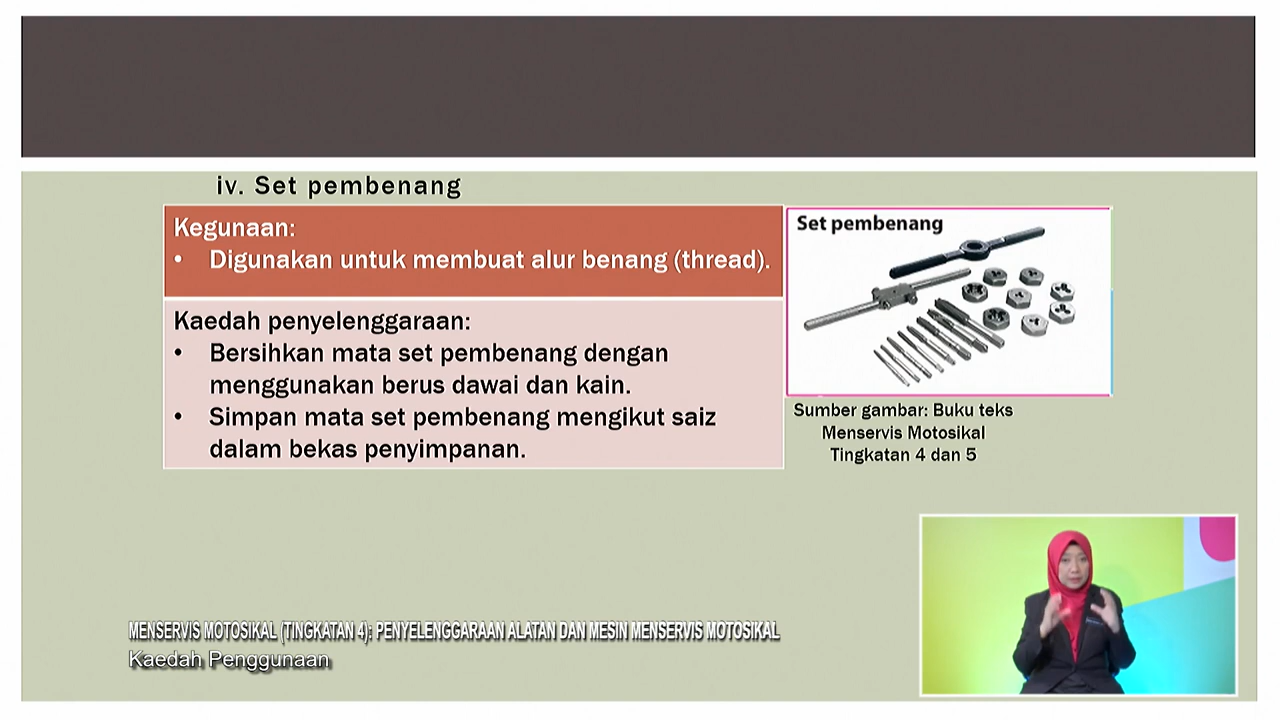 iv. Set pembenang
Kegunaan:
• Digunakan untuk membuat alur benang (thread).
Kaedah penyelenggaraan:
• Bersihkan mata set pembenang dengan
menggunakan berus dawai dan kain.
• Simpan mata set pembenang mengikut saiz
dalam bekas penyimpanan.
Set pembenang
Sumber gambar: Buku teks
Menservis Motosikal
Tingkatan 4 dan 5
MENSERVIS MOTOSIKAL (TINGKATAN 4): PENYELENGGARAAN ALATAN DAN MESIN MENSERVIS MOTOSIKAL
Kaedah Penggunaan